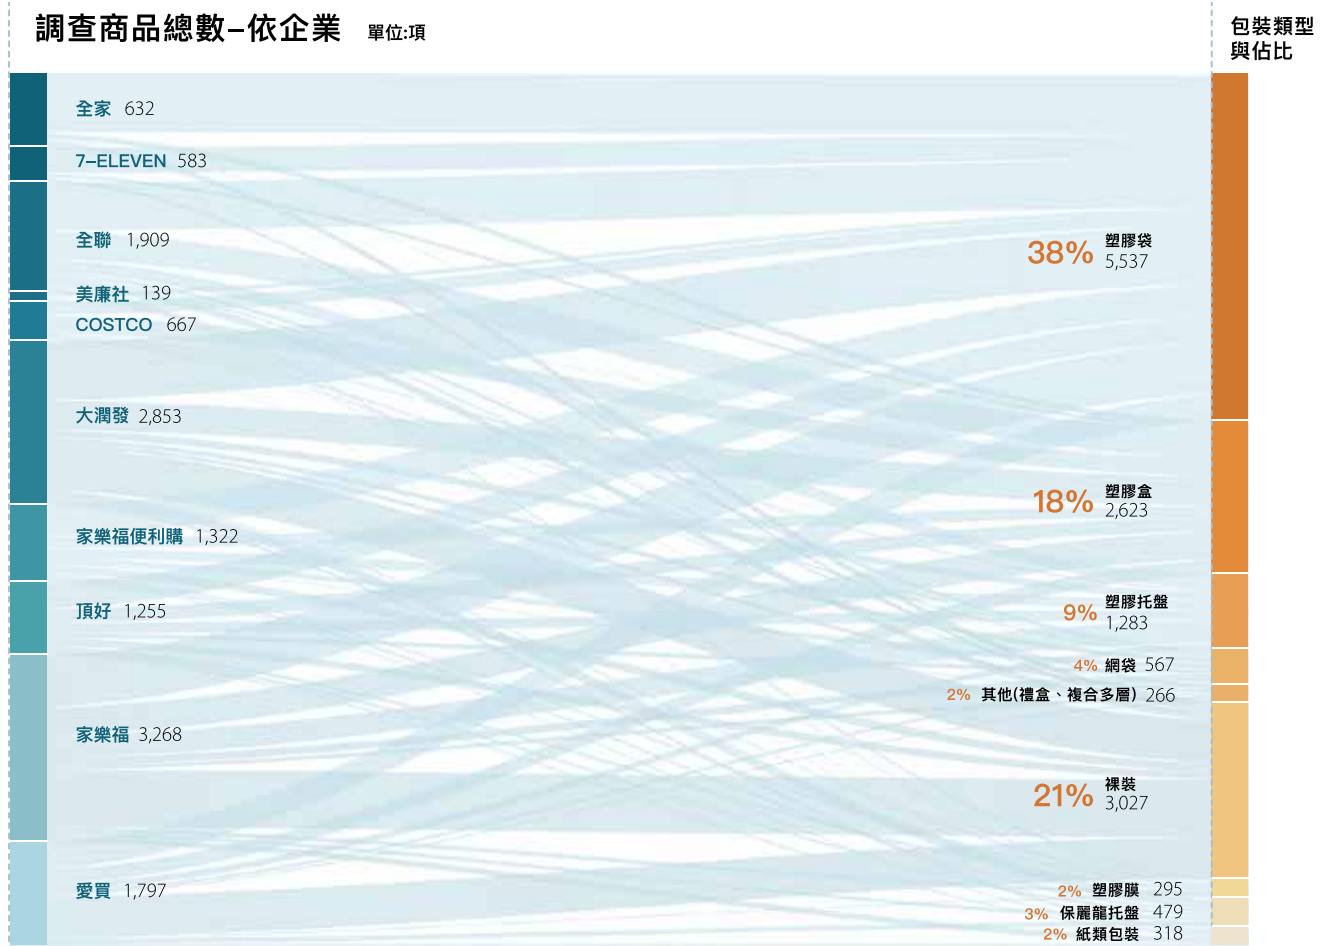 調查商品總數–依企業 單位:項
包裝類型
與佔比
全家 632
7–ELEVEN 583
全聯 1,909
美廉社 139
COSTCO 667
大潤發 2,853
家樂福便利購 1,322
頂好 1,255
家樂福 3,268
愛買 1,797
38% 塑膠袋
5,537
18% 塑膠盒
2,623
9% 塑膠托盤
1,283
4% 網袋 567
2% 其他(禮盒、複合多層) 266
21% 裸裝
3,027
2% 塑膠膜 295
3% 保麗龍托盤 479
2% 紙類包裝 318